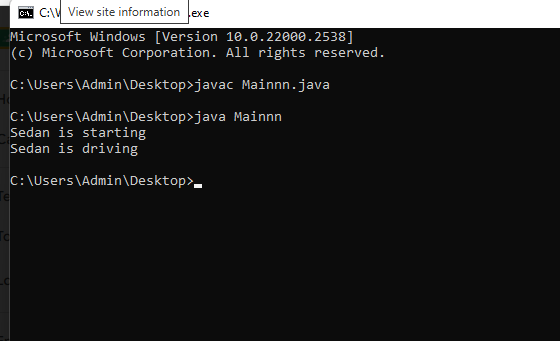 C:\W View site information .exe
Microsoft Windows [Version 10.0.22000.2538]
(c) Microsoft Corporation. All rights reserved.
C:\Users\Admin\Desktop>javac Mainnn.java
C:\Users\Admin\Desktop>java Mainnn
Sedan is starting
Sedan is driving
C:\Users\Admin\Desktop>